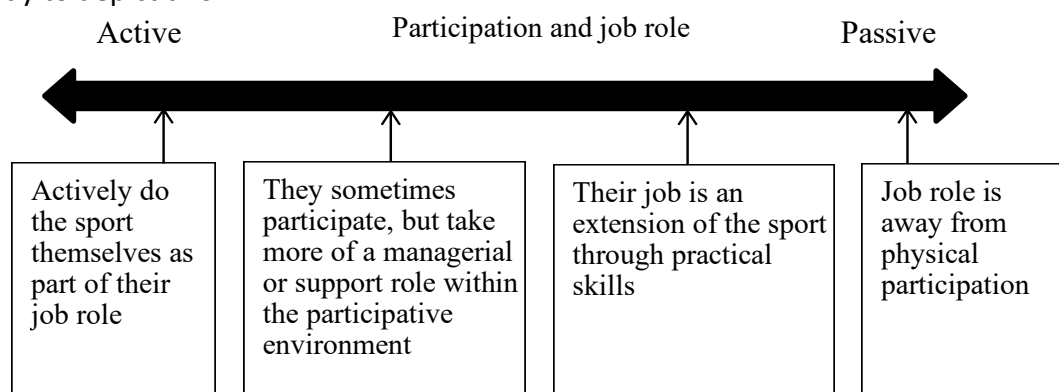 Active
Participation and job role
Passive
Actively do
the sport
themselves as
part of their
job role
They sometimes
participate, but take
more of a managerial
or support role within
the participative
environment
Their job is an
extension of the sport
through practical
skills
Job role is
away from
physical
participation